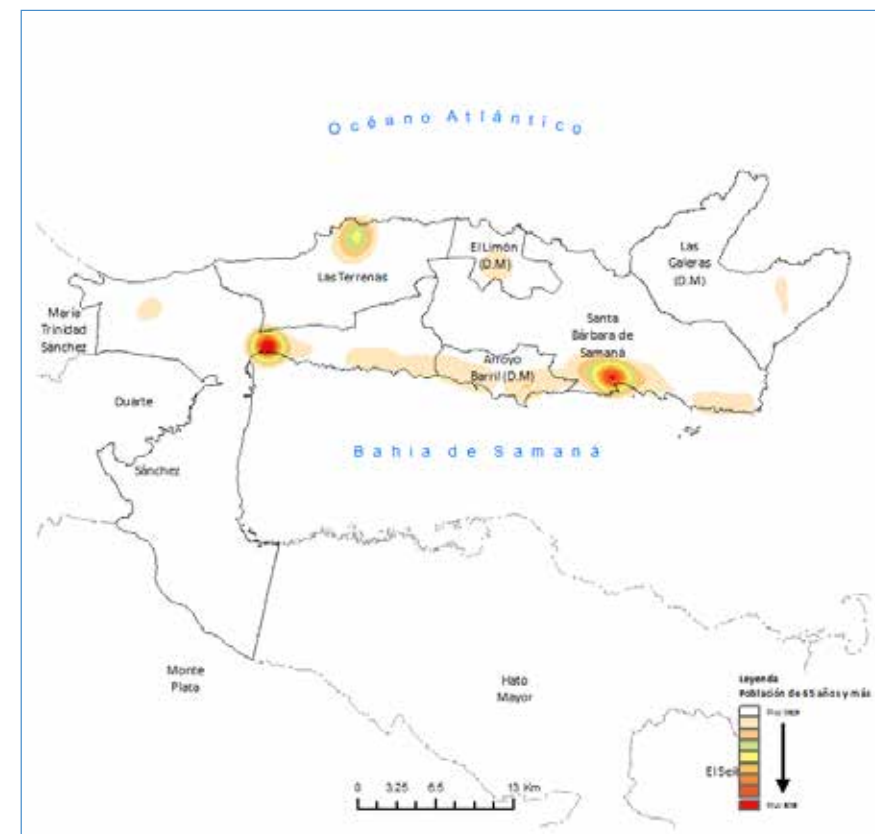 Océano Atlántico
Las Terrenas
El Limón
(D.M)
Las
Galeras
(D.M)
María
Trinidad
Sánchez
Santa
Bárbara de
Samaná
Arroyo
Barril (D.M)
Duarte
Sánchez
Bahia de Samaná
Monte
Plata
Hato
Mayor
Leyenda
Población de 65 años y más
El
0 3.25 6.5 13 Km